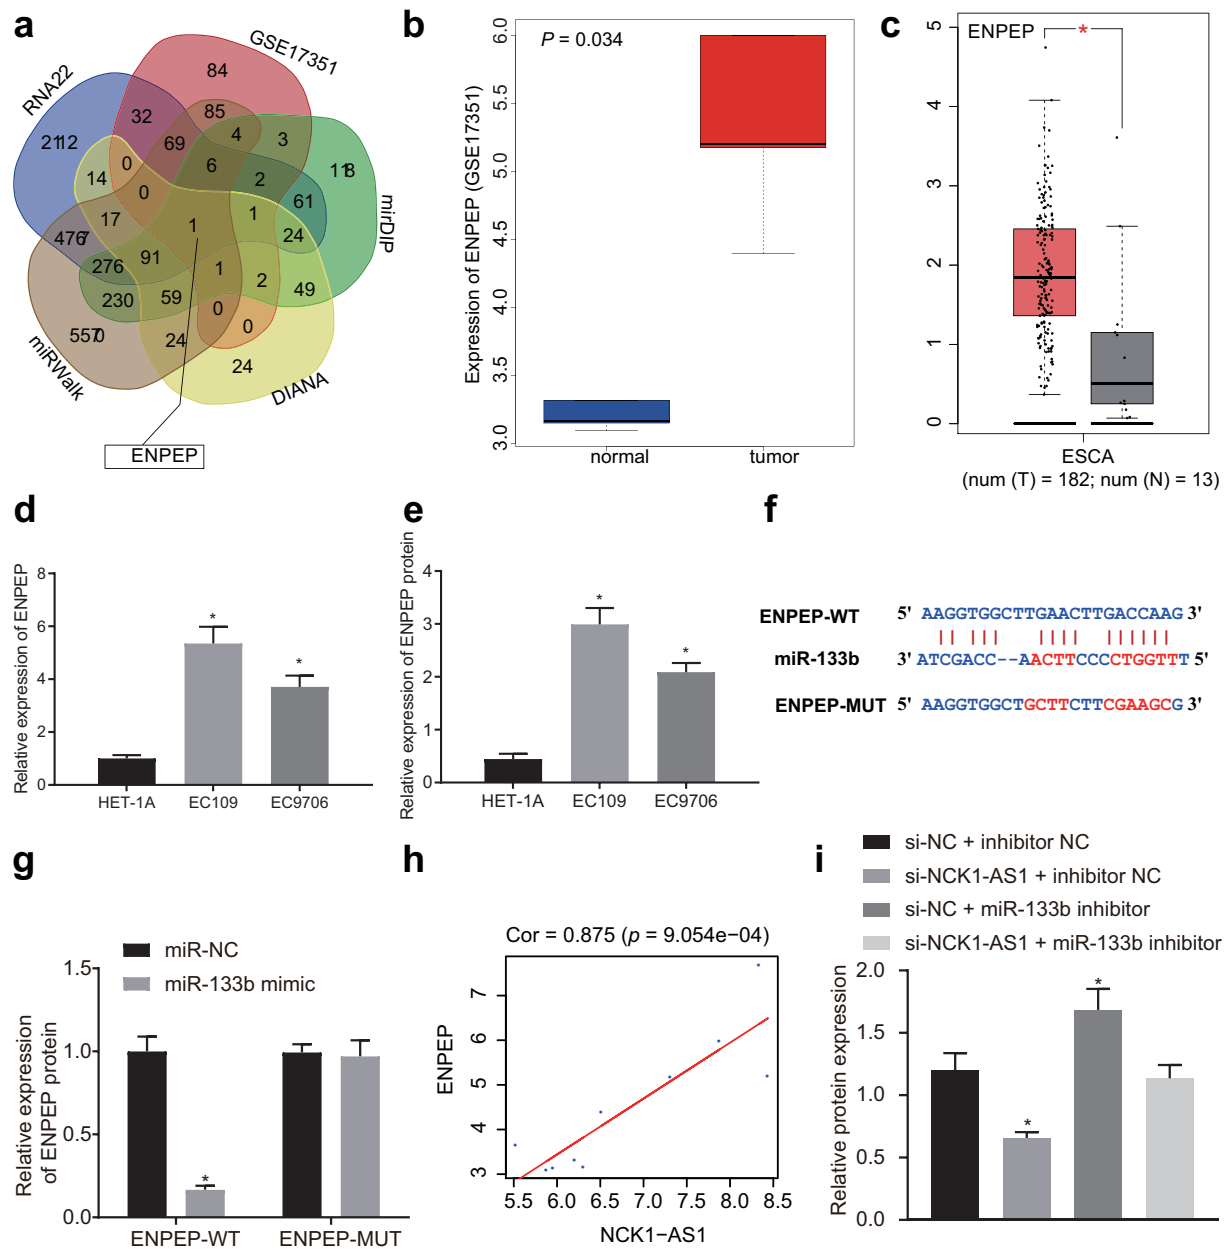 a
GSE17351
RNA22
mirDIP
miRWalk
DIANA
84
32
85
4
3
69
2112
118
0
6
14
2
61
0
17
1
1
24
4767
91
276
1
2
49
230
59
0
0
5570
24
24
ENPEP
b
P = 0.034
Expression of ENPEP (GSE17351)
6.0
5.5
5.0
4.5
4.0
3.5
3.0
normal
tumor
c
ENPEP
*
5
4
3
2
1
0
ESCA
(num (T) = 182; num (N) = 13)
d
Relative expression of ENPEP
8
6
4
2
0
*
*
HET-1A
EC109
EC9706
e
Relative expression of ENPEP protein
4
3
2
1
0
*
*
HET-1A
EC109
EC9706
f
ENPEP-WT 5' AAGGTGGCTTGAACTTGACCAAG 3'
miR-133b 3' ATCGACC--AACTTCCCCTGGTTT 5'
ENPEP-MUT 5' AAGGTGGCTGCTTCTTCGAAGCG 3'
g
miR-NC
miR-133b mimic
Relative expression
of ENPEP protein
1.5
1.0
0.5
0.0
*
ENPEP-WT
ENPEP-MUT
h
Cor = 0.875 (p = 9.054e−04)
ENPEP
7
6
5
4
3
5.5 6.0 6.5 7.0 7.5 8.0 8.5
NCK1−AS1
i
si-NC + inhibitor NC
si-NCK1-AS1 + inhibitor NC
si-NC + miR-133b inhibitor
si-NCK1-AS1 + miR-133b inhibitor
Relative protein expression
2.0
1.5
1.0
0.5
0.0
*
*